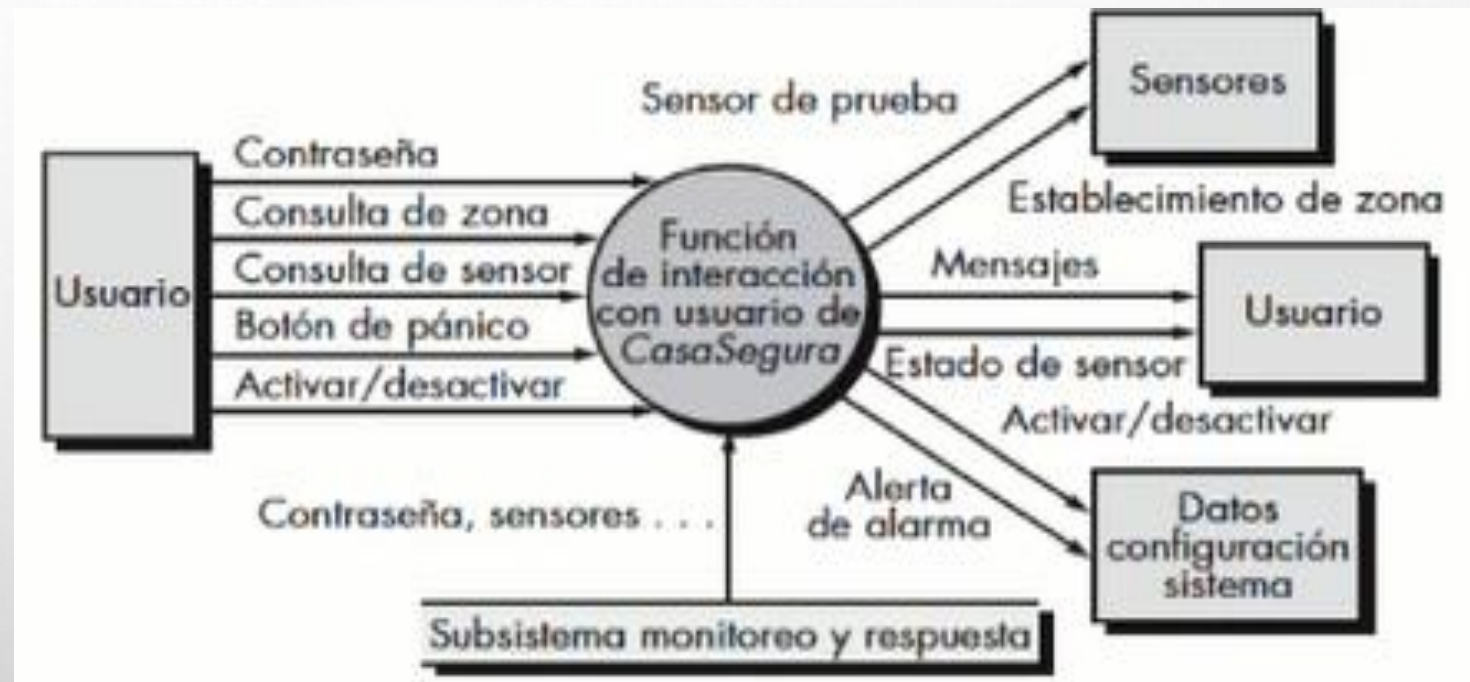 Sensores
Sensor de prueba
Contraseña
Establecimiento de zona
Consulta de zona
Función
de interacción
con usuario de
CasaSegura
Mensajes
Consulta de sensor
Usuario
Usuario
Botón de pánico
Estado de sensor
Activar/desactivar
Activar/desactivar
Alerta
de alarma
Contraseña, sensores . . .
Datos
configuración
sistema
Subsistema monitoreo y respuesta